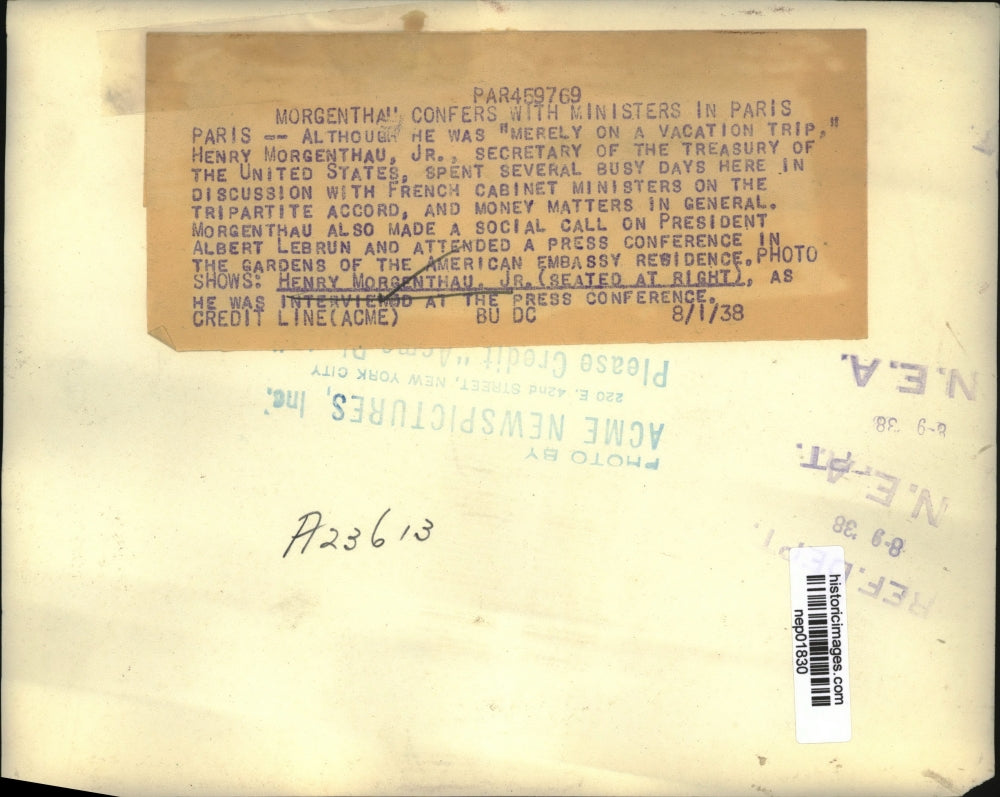 PAR459769
MORGENTHAU CONFERS WITH MINISTERS IN PARIS
PARIS -- ALTHOUGH HE WAS "MERELY ON A VACATION TRIP,"
HENRY MORGENTHAU, JR., SECRETARY OF THE TREASURY OF
THE UNITED STATES, SPENT SEVERAL BUSY DAYS HERE IN
DISCUSSION WITH FRENCH CABINET MINISTERS ON THE
TRIPARTITE ACCORD, AND MONEY MATTERS IN GENERAL.
MORGENTHAU ALSO MADE A SOCIAL CALL ON PRESIDENT
ALBERT LEBRUN AND ATTENDED A PRESS CONFERENCE IN
THE GARDENS OF THE AMERICAN EMBASSY RESIDENCE. PHOTO
SHOWS: HENRY MORGENTHAU, JR. (SEATED AT RIGHT), AS
HE WAS INTERVIEWED AT THE PRESS CONFERENCE.
CREDIT LINE(ACME) BU DC 8/1/38
PHOTO BY
ACME NEWSPICTURES, Inc.
220 E. 42nd STREET, NEW YORK CITY
Please Credit "Acme
N.E.A.
8-9 38
N.E.A.
8-9 38
REF. DEPT.
A23613
historicimages.com
nep01830